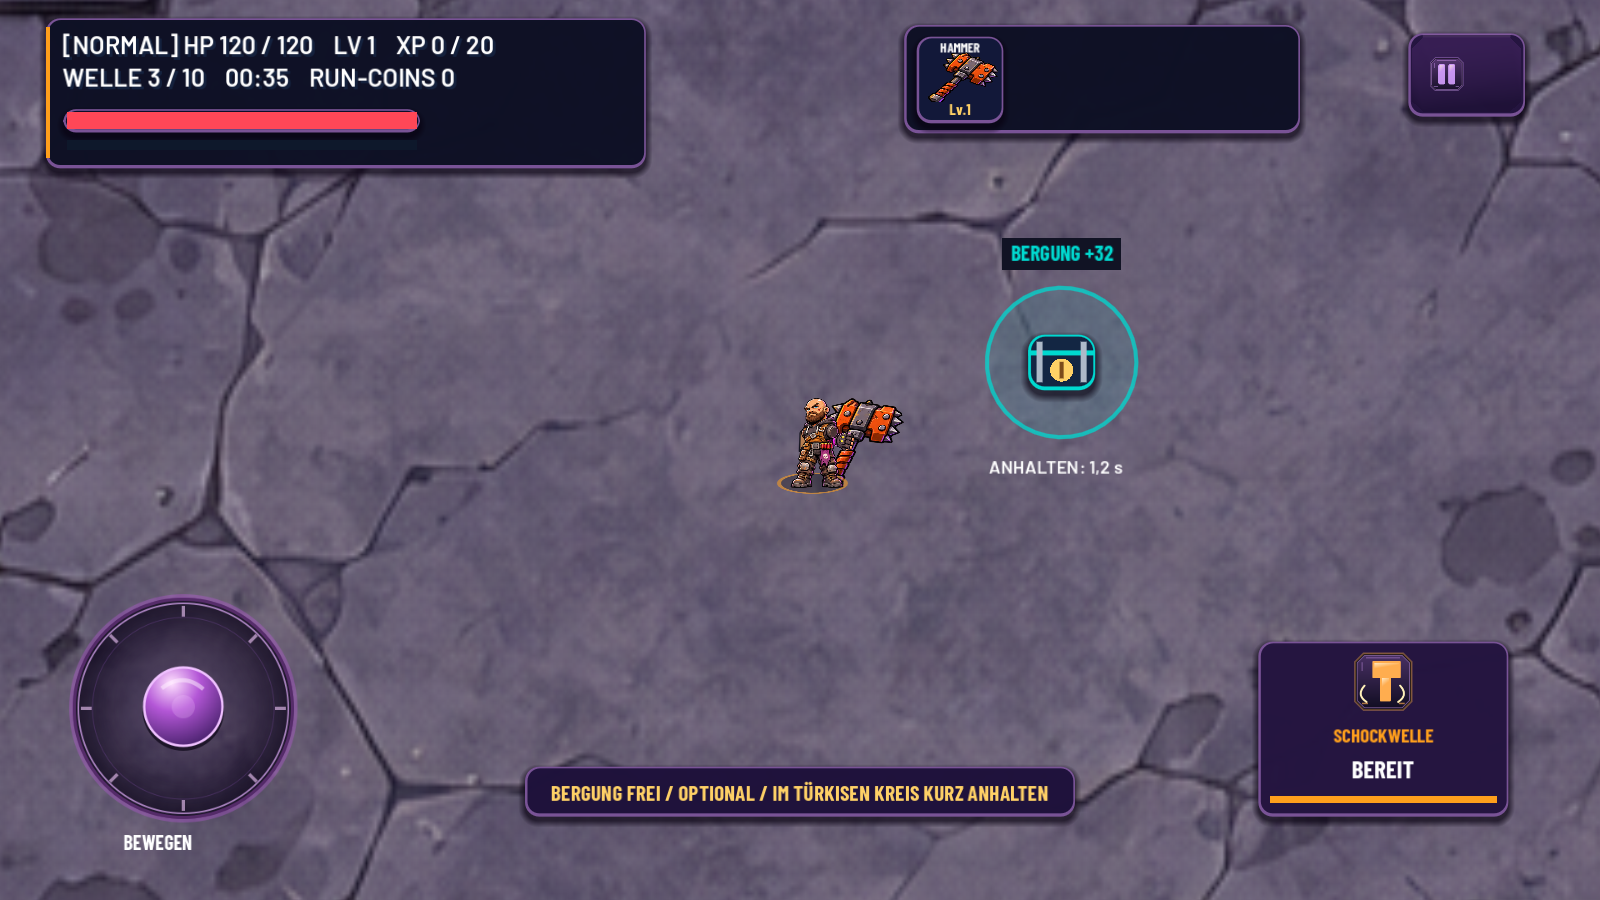 [NORMAL] HP 120 / 120 LV 1 XP 0 / 20
WELLE 3 / 10 00:35 RUN-COINS 0
HAMMER
Lv.1
BERGUNG +32
ANHALTEN: 1,2 s
SCHOCKWELLE
BEREIT
BERGUNG FREI / OPTIONAL / IM TÜRKISEN KREIS KURZ ANHALTEN
BEWEGEN